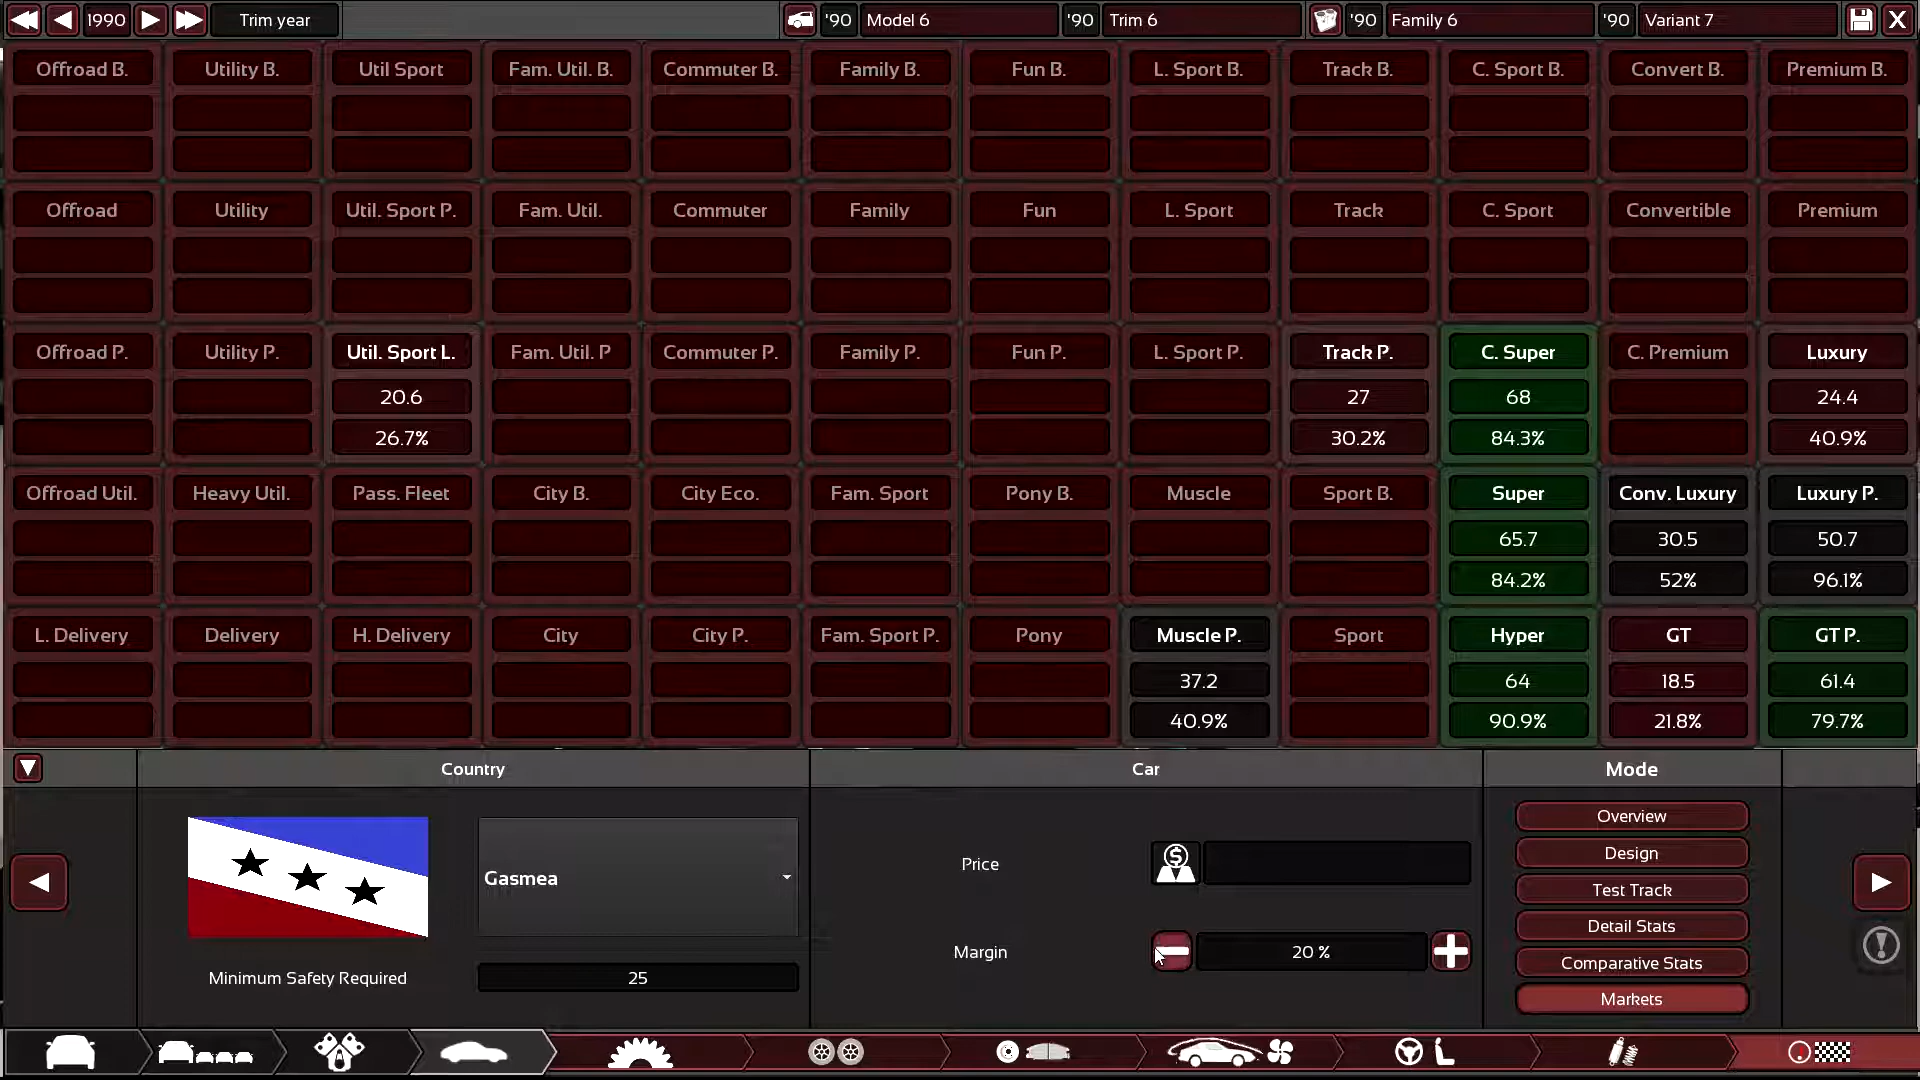 1990 Trim year '90 Model 6 '90 Trim 6 '90 Family 6 '90 Variant 7
Offroad B. Utility B. Util Sport Fam. Util. B. Commuter B. Family B. Fun B. L. Sport B. Track B. C. Sport B. Convert B. Premium B.
Offroad Utility Util. Sport P. Fam. Util. Commuter Family Fun L. Sport Track C. Sport Convertible Premium
Offroad P. Utility P. Util. Sport L. Fam. Util. P Commuter P. Family P. Fun P. L. Sport P. Track P. C. Super C. Premium Luxury
20.6 27 68 24.4
26.7% 30.2% 84.3% 40.9%
Offroad Util. Heavy Util. Pass. Fleet City B. City Eco. Fam. Sport Pony B. Muscle Sport B. Super Conv. Luxury Luxury P.
65.7 30.5 50.7
84.2% 52% 96.1%
L. Delivery Delivery H. Delivery City City P. Fam. Sport P. Pony Muscle P. Sport Hyper GT GT P.
37.2 64 18.5 61.4
40.9% 90.9% 21.8% 79.7%
Country Car Mode
Overview
Price
Design
Gasmea
Test Track
Detail Stats
Margin 20 %
Comparative Stats
Minimum Safety Required 25
Markets